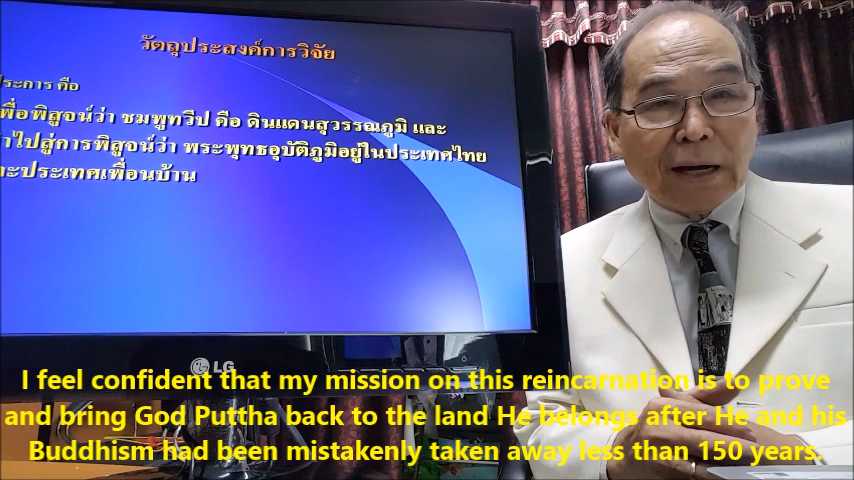 วัตถุประสงค์การวิจัย
ประการ คือ
เพื่อพิสูจน์ว่า ชมพูทวีป คือ ดินแดนสุวรรณภูมิ และ
ไปสู่การพิสูจน์ว่า พระพุทธอุบัติภูมิอยู่ในประเทศไทย
และประเทศเพื่อนบ้าน
LG
I feel confident that my mission on this reincarnation is to prove
and bring God Puttha back to the land He belongs after He and his
Buddhism had been mistakenly taken away less than 150 years.